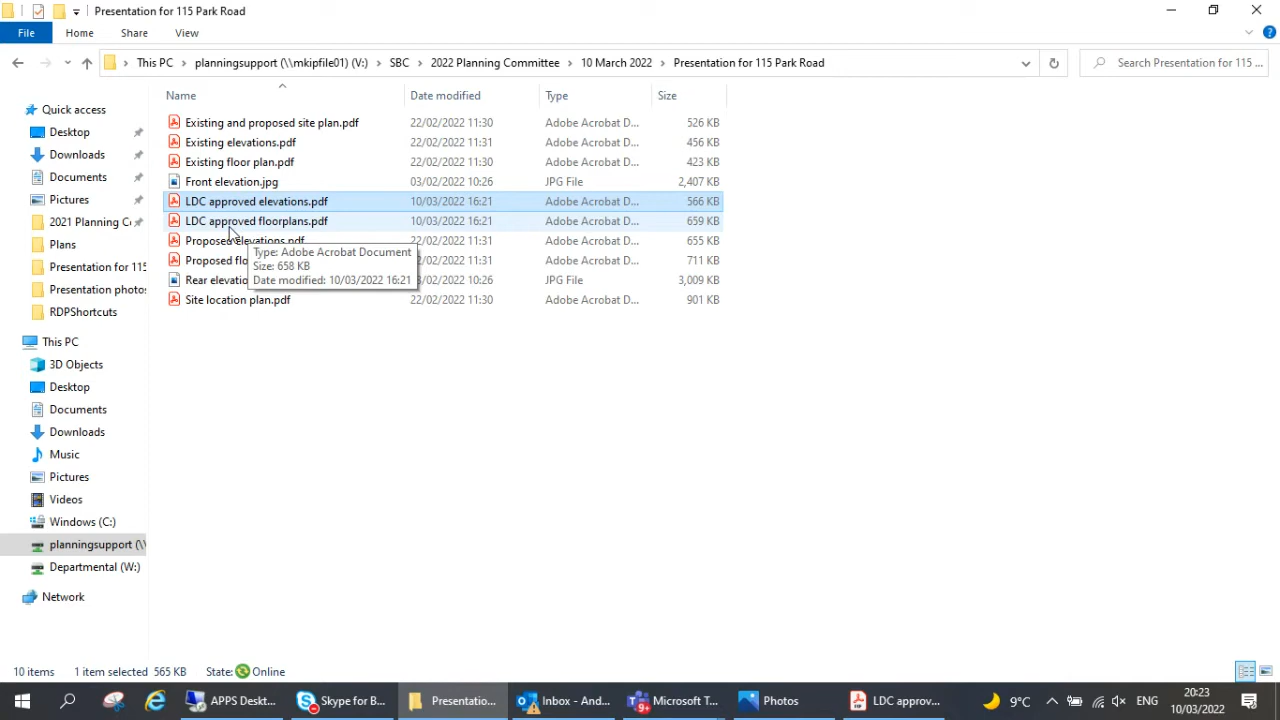 Presentation for 115 Park Road
File Home Share View
This PC planningsupport (\\mkipfile01) (V:) SBC 2022 Planning Committee 10 March 2022 Presentation for 115 Park Road
Search Presentation for 115 ...
Name Date modified Type Size
Existing and proposed site plan.pdf 22/02/2022 11:30 Adobe Acrobat D... 526 KB
Existing elevations.pdf 22/02/2022 11:31 Adobe Acrobat D... 456 KB
Existing floor plan.pdf 22/02/2022 11:30 Adobe Acrobat D... 423 KB
Front elevation.jpg 03/02/2022 10:26 JPG File 2,407 KB
LDC approved elevations.pdf 10/03/2022 16:21 Adobe Acrobat D... 566 KB
LDC approved floorplans.pdf 10/03/2022 16:21 Adobe Acrobat D... 659 KB
Proposed elevations.pdf 22/02/2022 11:31 Adobe Acrobat D... 655 KB
Proposed flo 22/02/2022 11:31 Adobe Acrobat D... 711 KB
Rear elevatio 10:26 JPG File 3,009 KB
Site location plan.pdf 22/02/2022 11:30 Adobe Acrobat D... 901 KB
Type: Adobe Acrobat Document
Size: 658 KB
Date modified: 10/03/2022 16:21
Quick access
Desktop
Downloads
Documents
Pictures
2021 Planning C
Plans
Presentation for 115
Presentation photos
RDPShortcuts
This PC
3D Objects
Desktop
Documents
Downloads
Music
Pictures
Videos
Windows (C:)
planningsupport (\\
Departmental (W:)
Network
10 items 1 item selected 565 KB State: Online
APPS Deskt... Skype for B... Presentatio... Inbox - And... Microsoft T... Photos LDC approv... 9°C ENG 20:23
10/03/2022